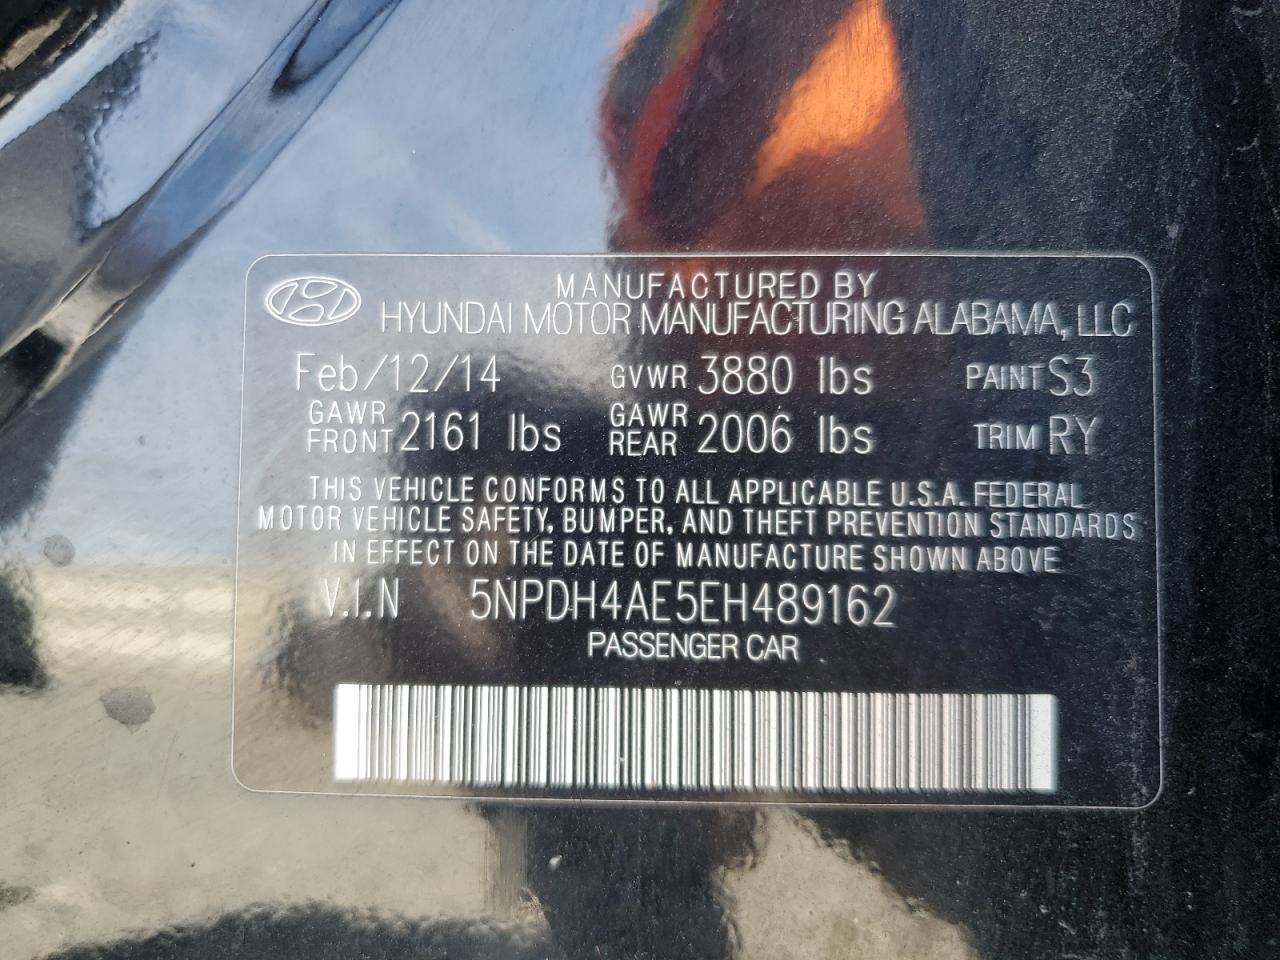 MANUFACTURED BY
HYUNDAI MOTOR MANUFACTURING ALABAMA, LLC
Feb/12/14 GVWR 3880 lbs PAINT S3
GAWR FRONT 2161 lbs GAWR REAR 2006 lbs TRIM RY
THIS VEHICLE CONFORMS TO ALL APPLICABLE U.S.A. FEDERAL
MOTOR VEHICLE SAFETY, BUMPER, AND THEFT PREVENTION STANDARDS
IN EFFECT ON THE DATE OF MANUFACTURE SHOWN ABOVE
V.I.N 5NPDH4AE5EH489162
PASSENGER CAR